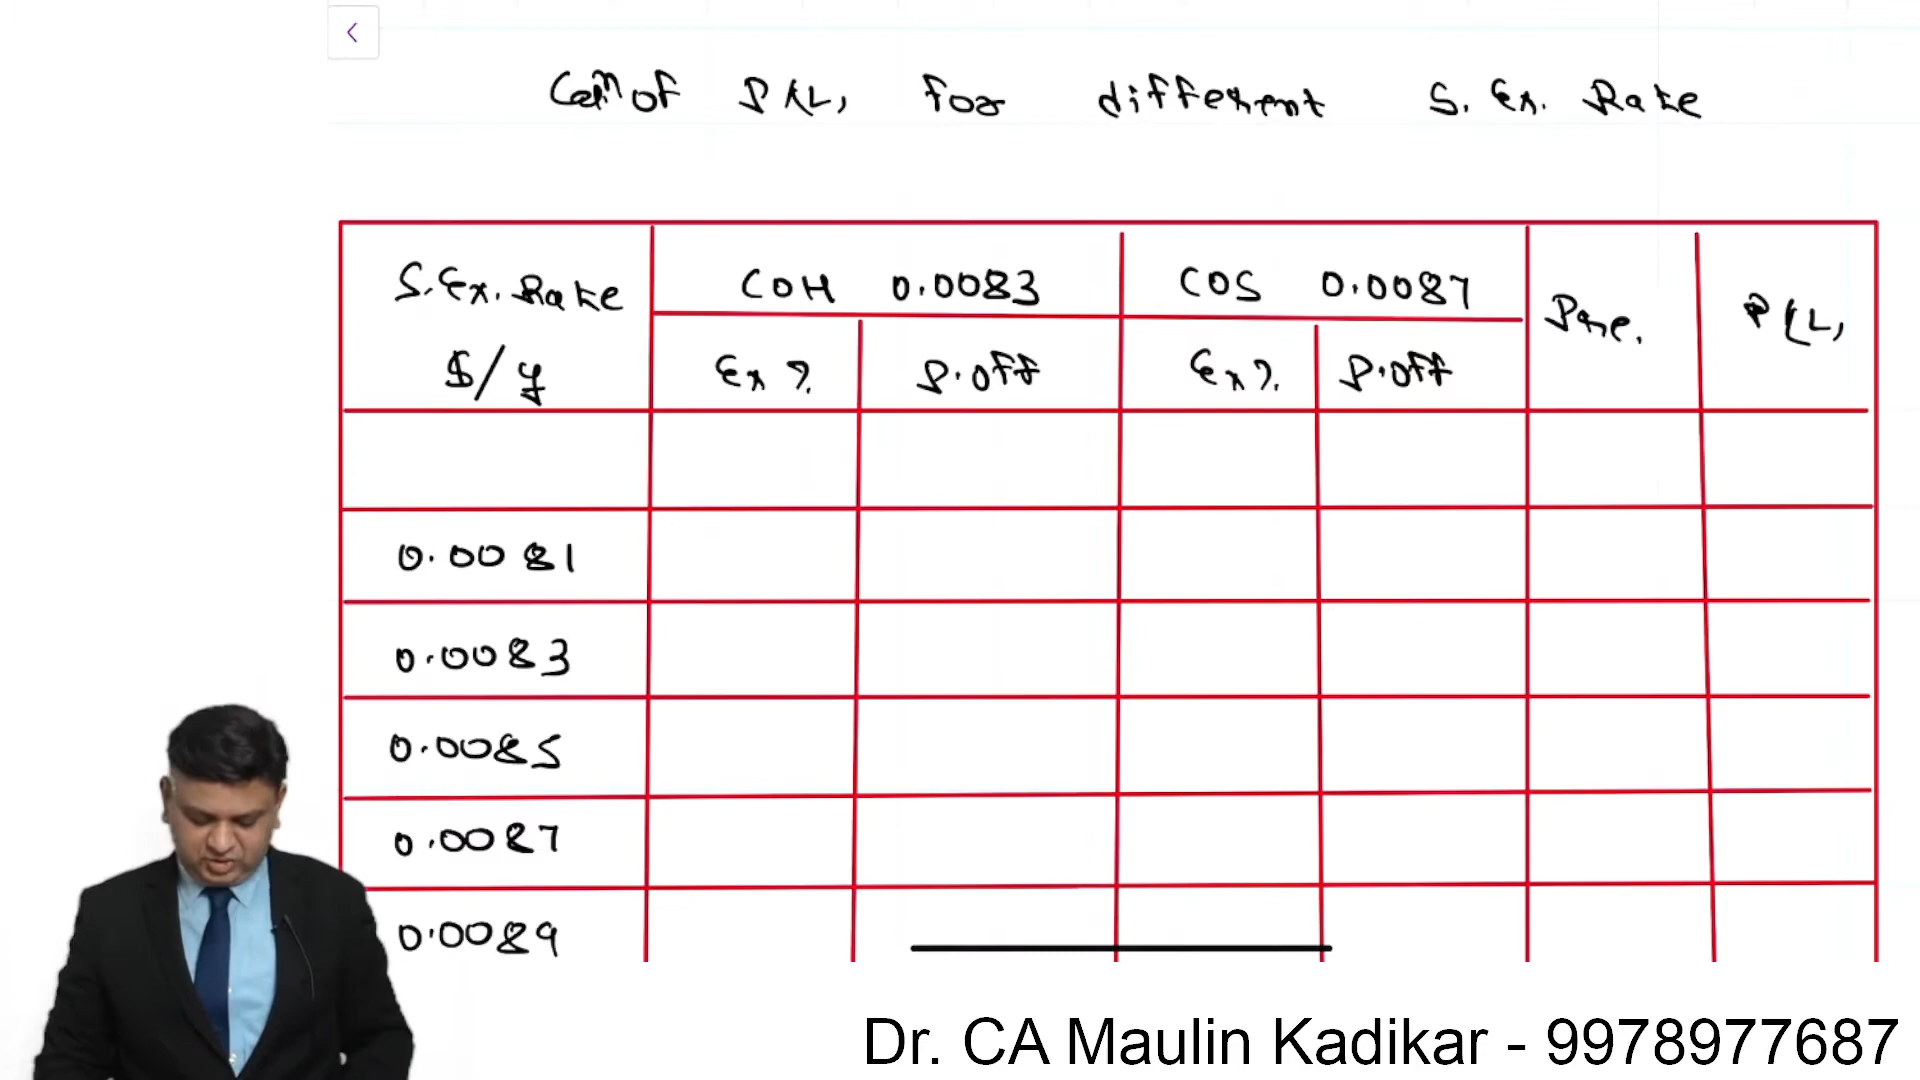 Calⁿ of P/(L) for different S. Ex. Rate
S. Ex. Rate
$/y
COH 0.0083
COS 0.0087
Pre.
P/(L)
Ex ?
P.off
Ex ?
P.off
0.0081
0.0083
0.0085
0.0087
0.0089
Dr. CA Maulin Kadikar - 9978977687